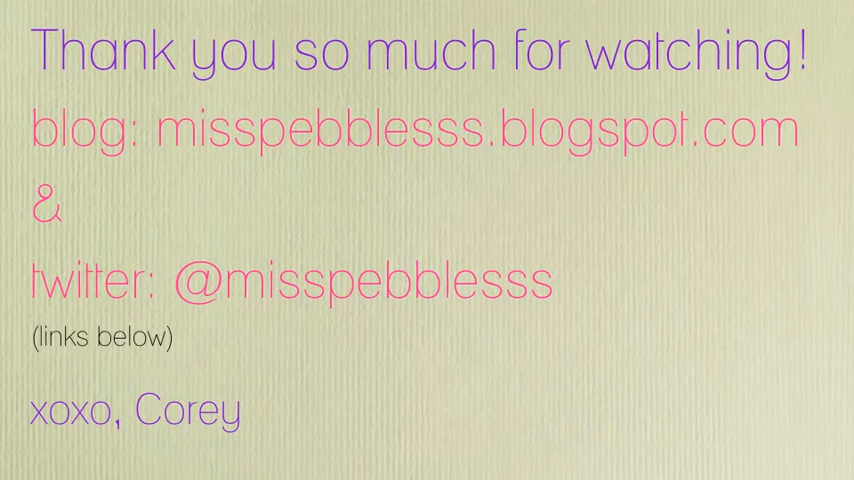 Thank you so much for watching!
blog: misspebblesss.blogspot.com
&
twitter: @misspebblesss
(links below)
xoxo, Corey